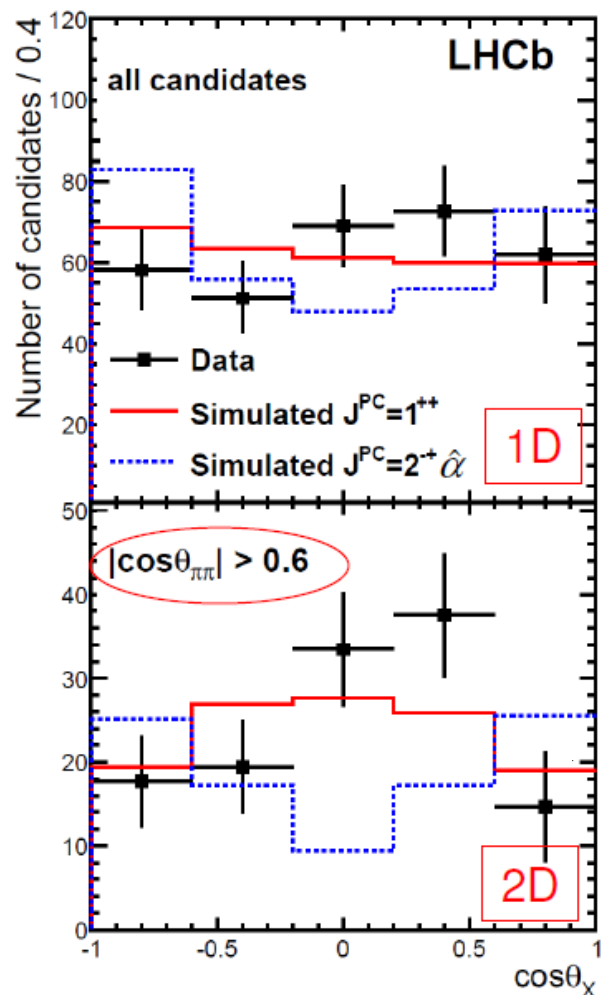 Number of candidates / 0.4
120
100
80
60
40
20
LHCb
all candidates
Data
Simulated J^PC=1^++
Simulated J^PC=2^-+ α̂
1D
50
40
30
20
10
0
|cosθ_ππ| > 0.6
2D
-1 -0.5 0 0.5 1
cosθ_X